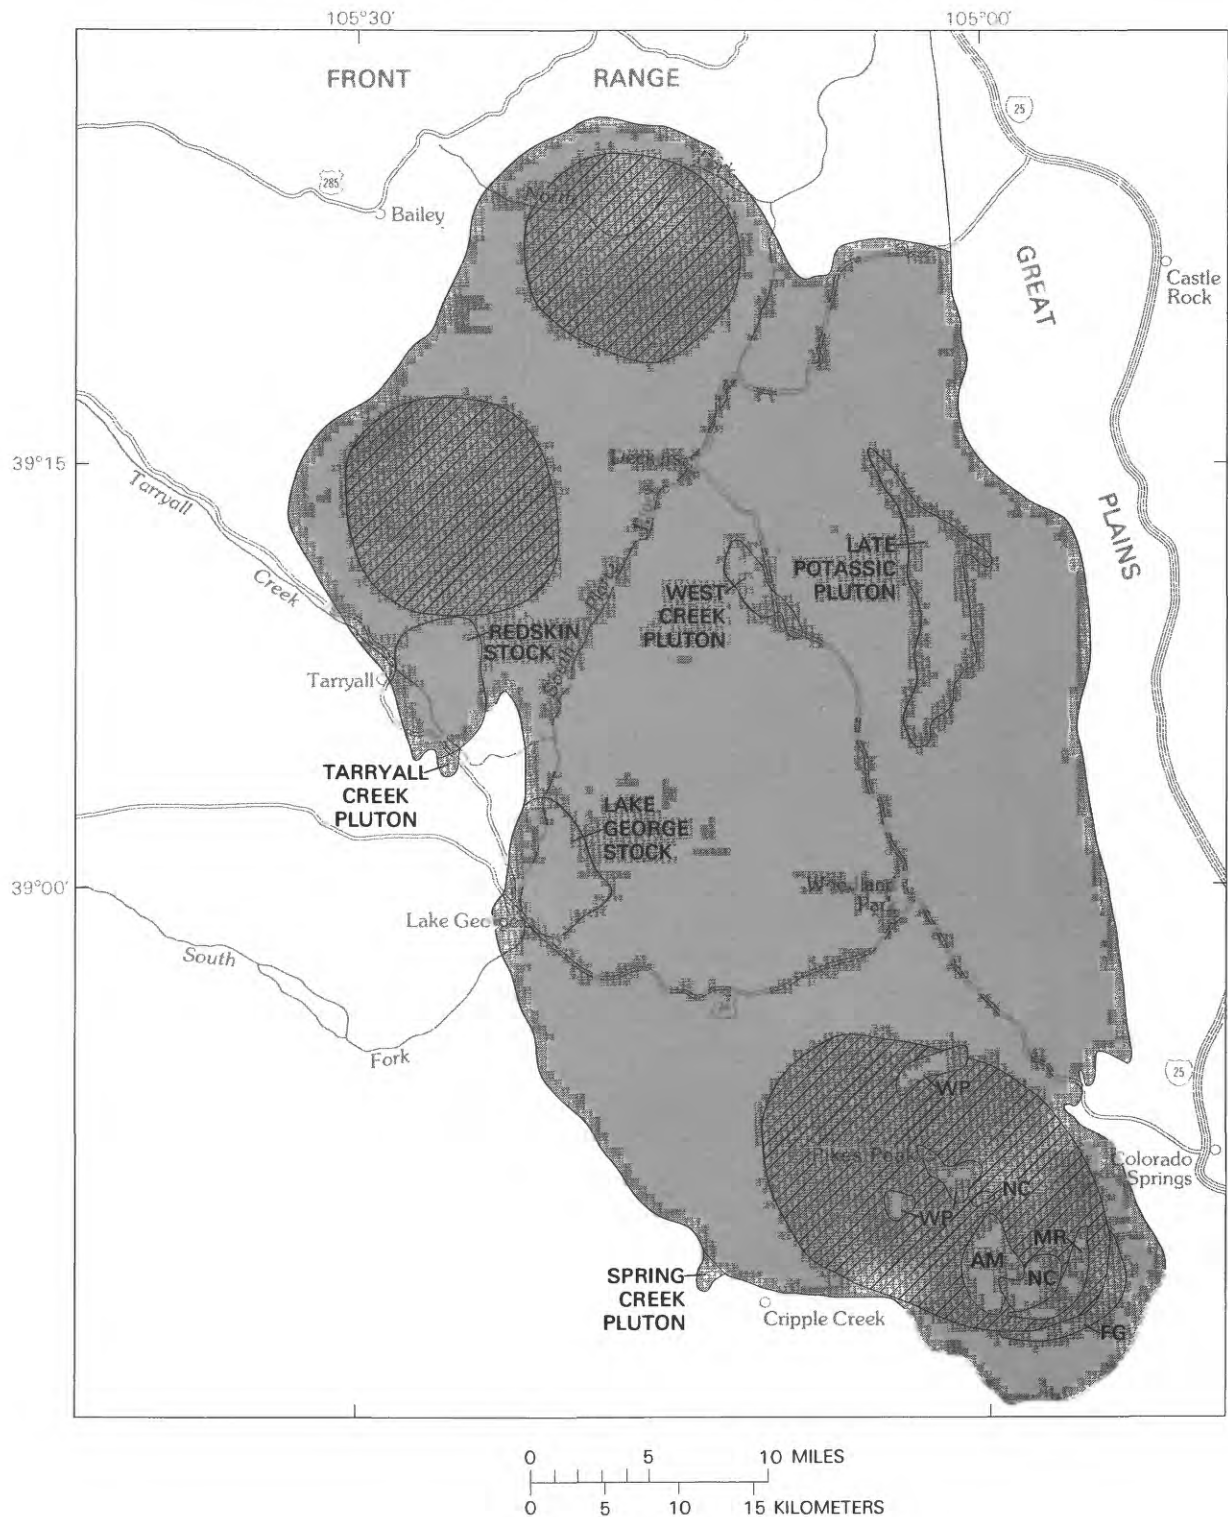 105°30'
105°00'
FRONT RANGE
25
285
Bailey
North
Fork
GREAT
PLAINS
Castle
Rock
39°15'
Tarryall
Creek
LATE
POTASSIC
PLUTON
WEST
CREEK
PLUTON
REDSKIN
STOCK
Tarryall
South
TARRYALL
CREEK
PLUTON
LAKE
GEORGE
STOCK
39°00'
Lake George
South
Fork
25
WP
Pikes Peak
Colorado
Springs
NC
WP
MR
AM
NC
SPRING
CREEK
PLUTON
Cripple Creek
FG
0 5 10 MILES
0 5 10 15 KILOMETERS